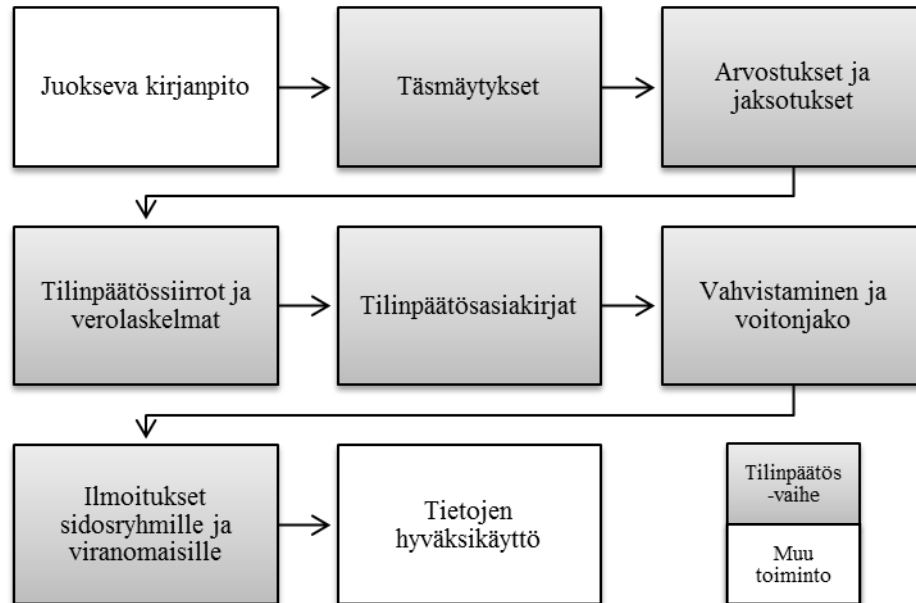 Juokseva kirjanpito
Täsmäytykset
Arvostukset ja
jaksotukset
Tilinpäätössiirrot ja
verolaskelmat
Tilinpäätösasiakirjat
Vahvistaminen ja
voitonjako
Ilmoitukset
sidosryhmille ja
viranomaisille
Tietojen
hyväksikäyttö
Tilinpäätös
-vaihe
Muu
toiminto